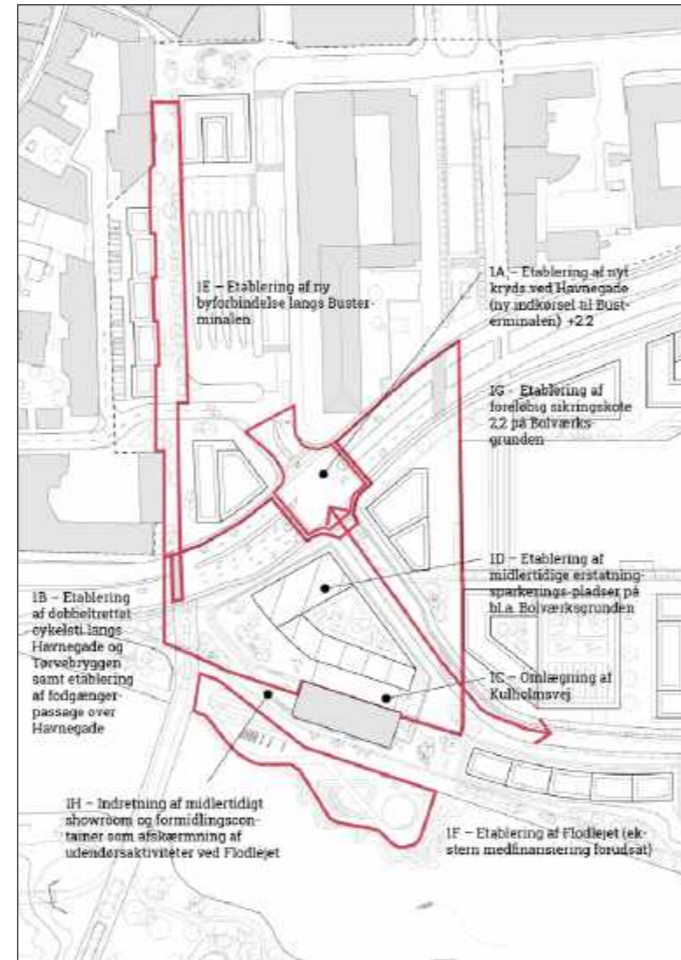 1E – Etablering af ny
byforbindelse langs Buster-
minalen
1A – Etablering af nyt
kryds ved Havnegade
(ny indkørsel til Bust-
erminalen) +2.2
1G - Etablering af
foreløbig sikringskote
2,2 på Bolværks-
grunden
1D – Etablering af
midlertidige erstatning-
sparkerings-pladser på
bl.a. Bolværksgrunden
1B – Etablering
af dobbeltrettet
cykelsti langs
Havnegade og
Tørvebryggen
samt etablering
af fodgænger-
passage over
Havnegade
1C – Omlægning af
Kulholmsvej
1H – Indretning af midlertidigt
showroom og formidlingscon-
tainer som afskærmning af
udendørsaktiviteter ved Flodlejet
1F – Etablering af Flodlejet (ek-
stern medfinansiering forudsat)